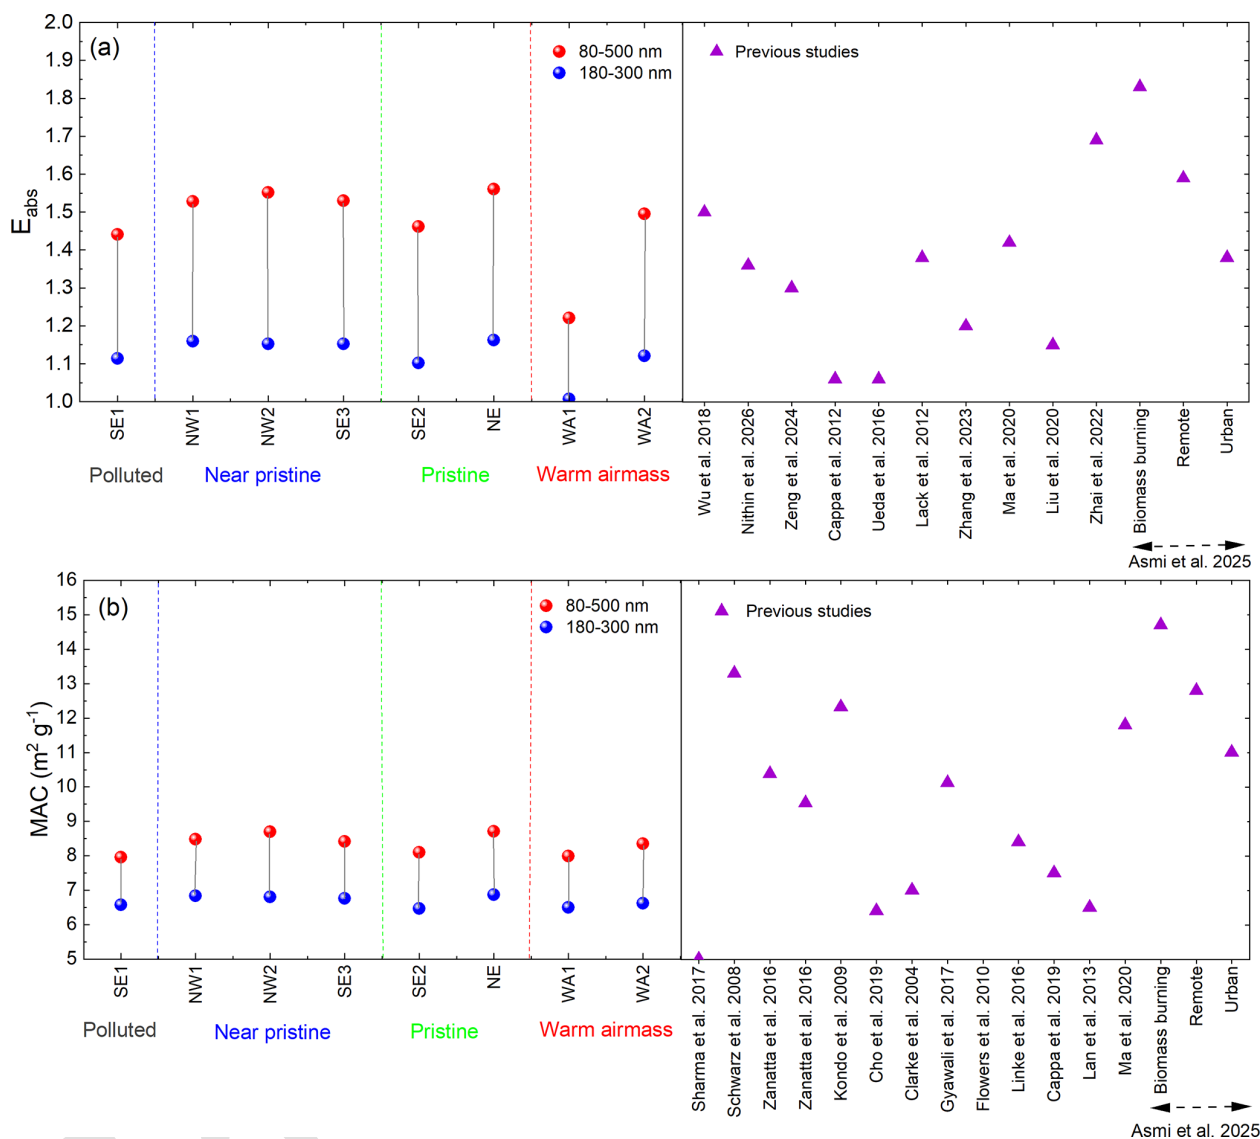 (a)
80-500 nm
180-300 nm
Previous studies
E_abs
2.0
1.9
1.8
1.7
1.6
1.5
1.4
1.3
1.2
1.1
1.0
SE1
NW1
NW2
SE3
SE2
NE
WA1
WA2
Polluted
Near pristine
Pristine
Warm airmass
Wu et al. 2018
Nithin et al. 2026
Zeng et al. 2024
Cappa et al. 2012
Ueda et al. 2016
Lack et al. 2012
Zhang et al. 2023
Ma et al. 2020
Liu et al. 2020
Zhai et al. 2022
Biomass burning
Remote
Urban
Asmi et al. 2025
(b)
80-500 nm
180-300 nm
Previous studies
MAC (m² g⁻¹)
16
15
14
13
12
11
10
9
8
7
6
5
SE1
NW1
NW2
SE3
SE2
NE
WA1
WA2
Polluted
Near pristine
Pristine
Warm airmass
Sharma et al. 2017
Schwarz et al. 2008
Zanatta et al. 2016
Zanatta et al. 2016
Kondo et al. 2009
Cho et al. 2019
Clarke et al. 2004
Gyawali et al. 2017
Flowers et al. 2010
Linke et al. 2016
Cappa et al. 2019
Lan et al. 2013
Ma et al. 2020
Biomass burning
Remote
Urban
Asmi et al. 2025